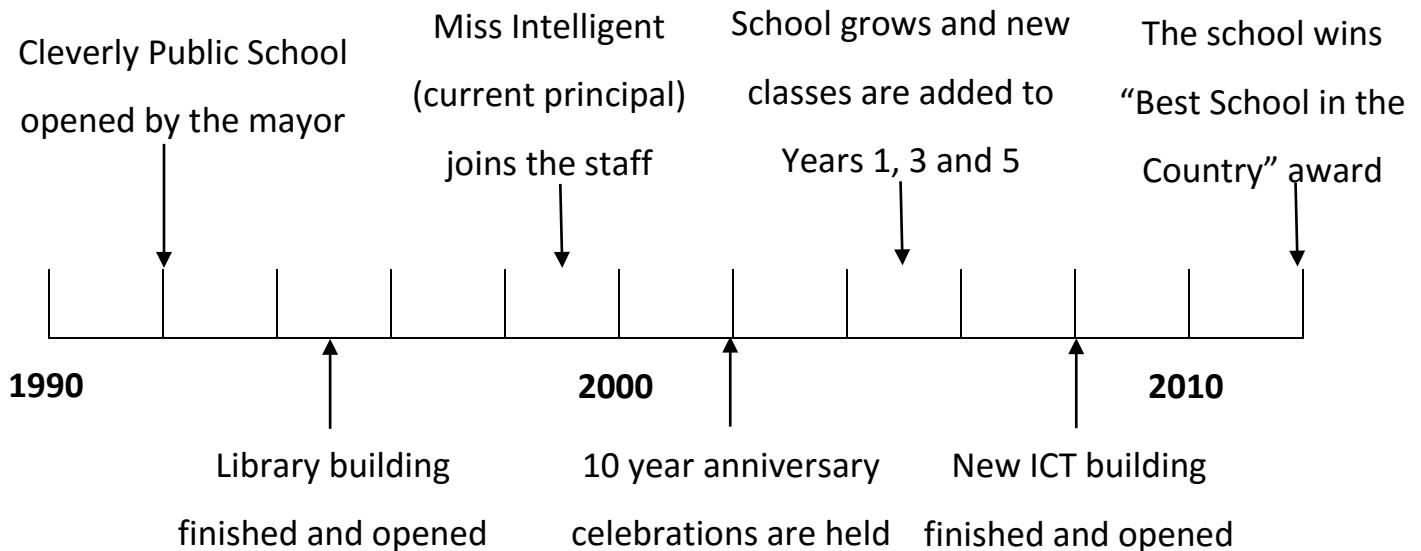 Cleverly Public School
opened by the mayor
Miss Intelligent
(current principal)
joins the staff
School grows and new
classes are added to
Years 1, 3 and 5
The school wins
“Best School in the
Country” award
1990
2000
2010
Library building
finished and opened
10 year anniversary
celebrations are held
New ICT building
finished and opened